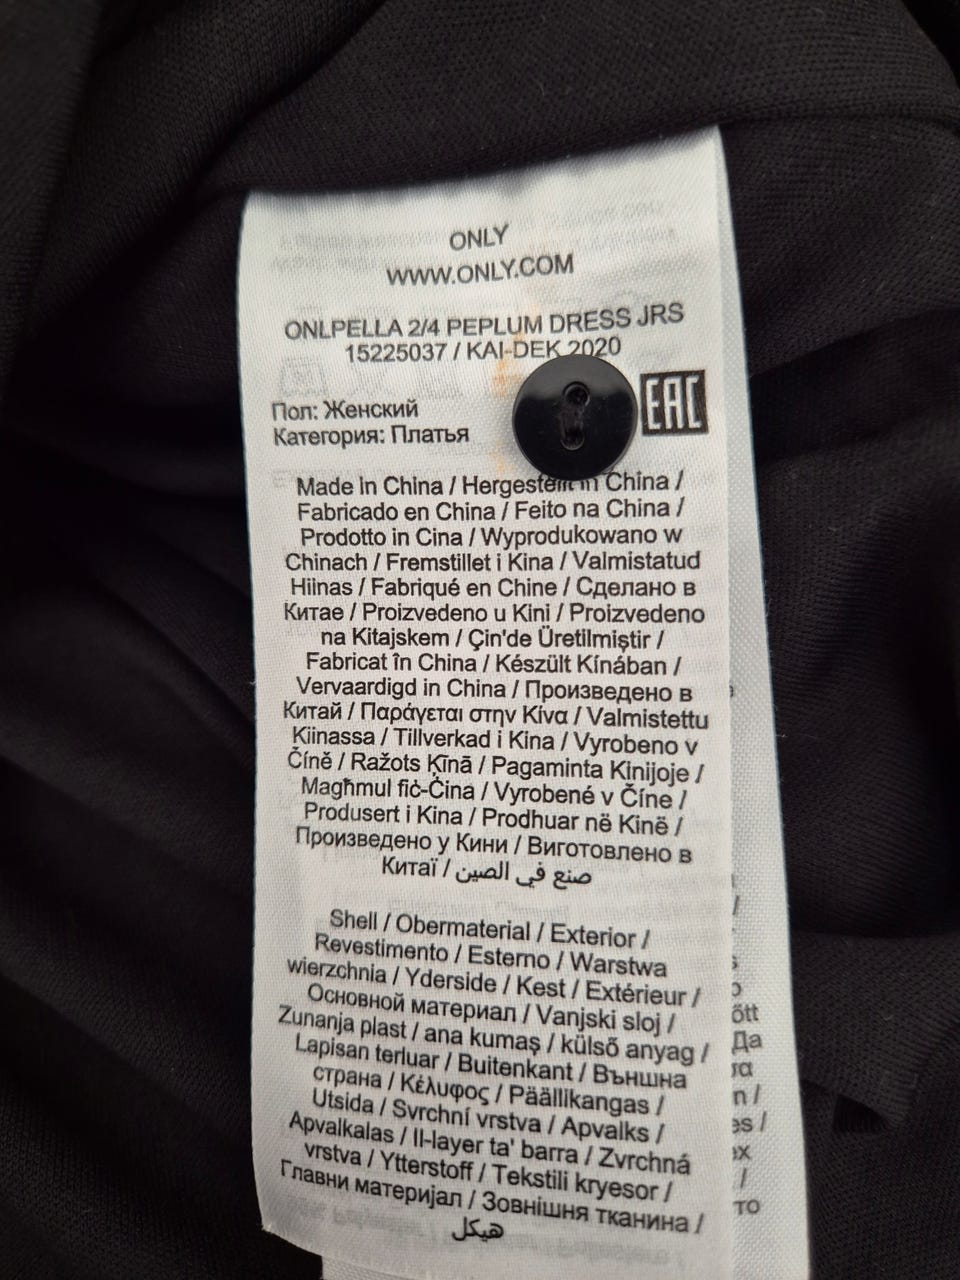 ONLY
WWW.ONLY.COM
ONLPELLA 2/4 PEPLUM DRESS JRS
15225037 / KAI-DEK 2020
EAC
Пол: Женский
Категория: Платья
Made in China / Hergestellt in China /
Fabricado en China / Feito na China /
Prodotto in Cina / Wyprodukowano w
Chinach / Fremstillet i Kina / Valmistatud
Hiinas / Fabriqué en Chine / Сделано в
Китае / Proizvedeno u Kini / Proizvedeno
na Kitajskem / Çin'de Üretilmiştir /
Fabricat în China / Készült Kínában /
Vervaardigd in China / Произведено в
Китай / Παράγεται στην Κίνα / Valmistettu
Kiinassa / Tillverkad i Kina / Vyrobeno v
Číně / Ražots Ķīnā / Pagaminta Kinijoje /
Magħmul fiċ-Ċina / Vyrobené v Číne /
Produsert i Kina / Prodhuar në Kinë /
Произведено у Кини / Виготовлено в
Китаї / صنع في الصين
Shell / Obermaterial / Exterior /
Revestimento / Esterno / Warstwa
wierzchnia / Yderside / Kest / Extérieur /
Основной материал / Vanjski sloj /
Zunanja plast / ana kumaş / külső anyag /
Lapisan terluar / Buitenkant / Външна
страна / Κέλυφος / Päällikangas /
Utsida / Svrchní vrstva / Apvalks /
Apvalkalas / Il-layer ta' barra / Zvrchná
vrstva / Ytterstoff / Tekstili kryesor /
Главни материјал / Зовнішня тканина /
هيكل